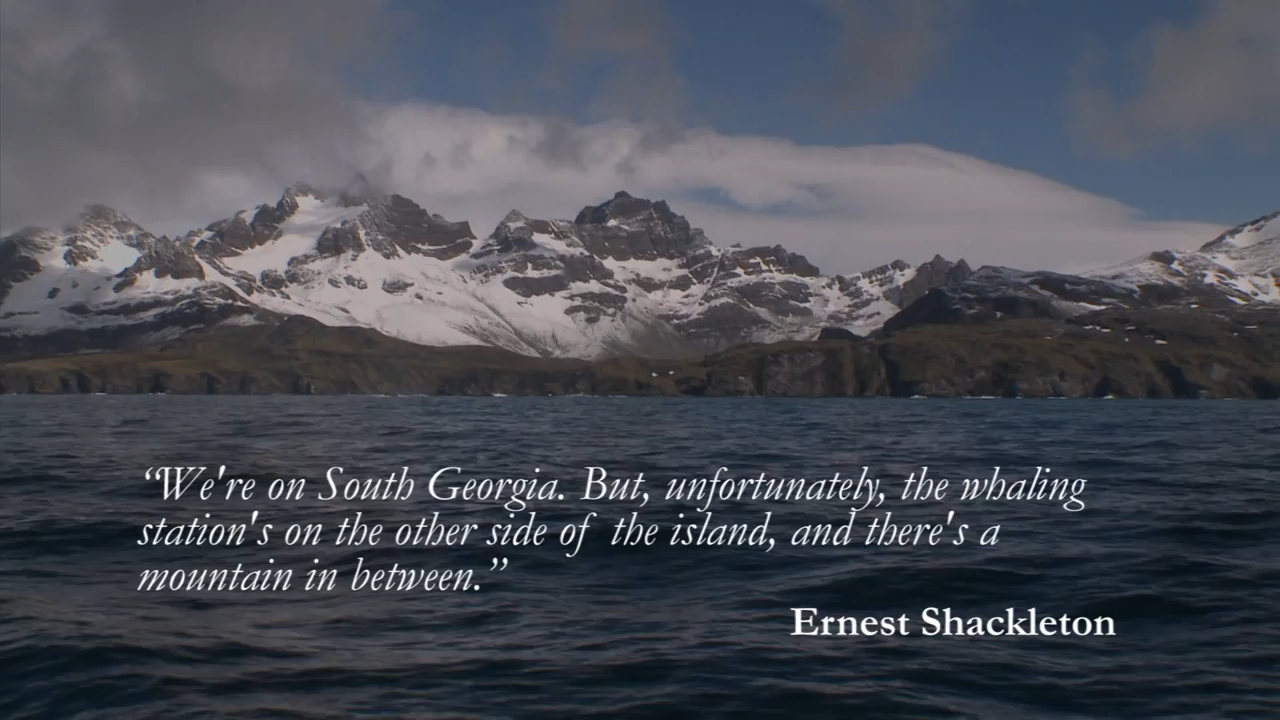 “We're on South Georgia. But, unfortunately, the whaling
station's on the other side of the island, and there's a
mountain in between.”
Ernest Shackleton